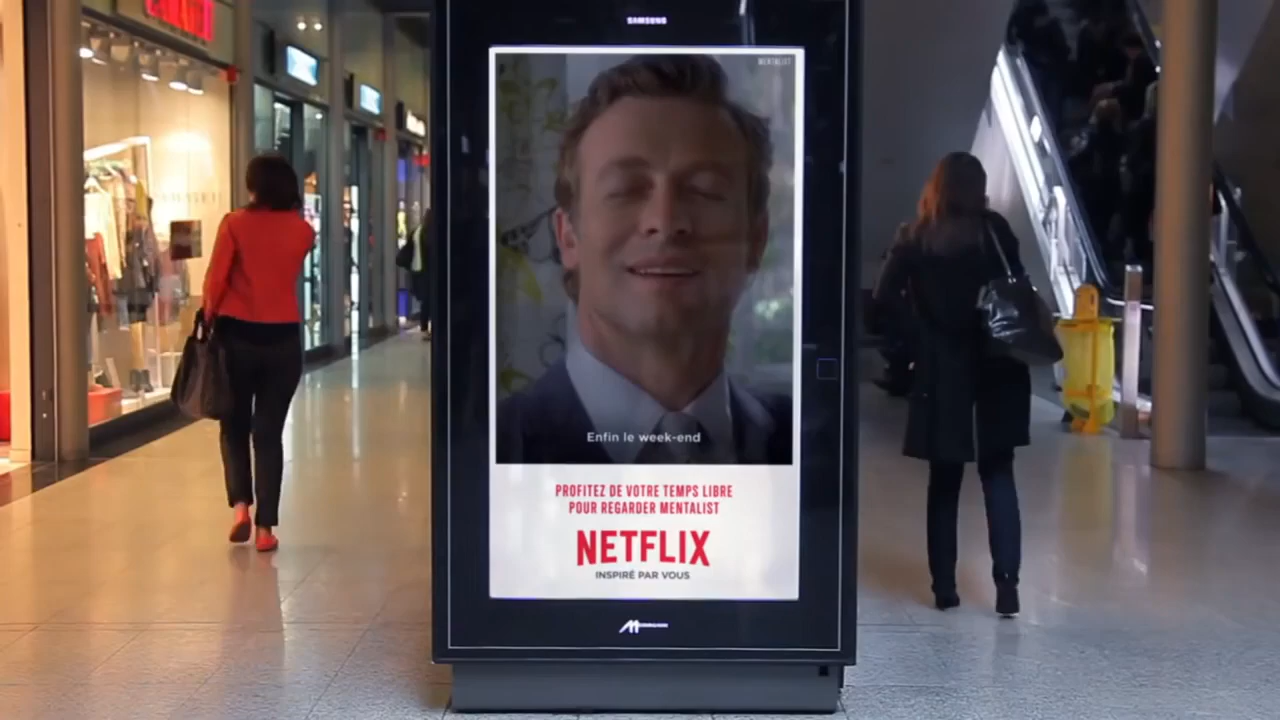 SAMSUNG
MENTALIST
Enfin le week-end
PROFITEZ DE VOTRE TEMPS LIBRE
POUR REGARDER MENTALIST
NETFLIX
INSPIRÉ PAR VOUS